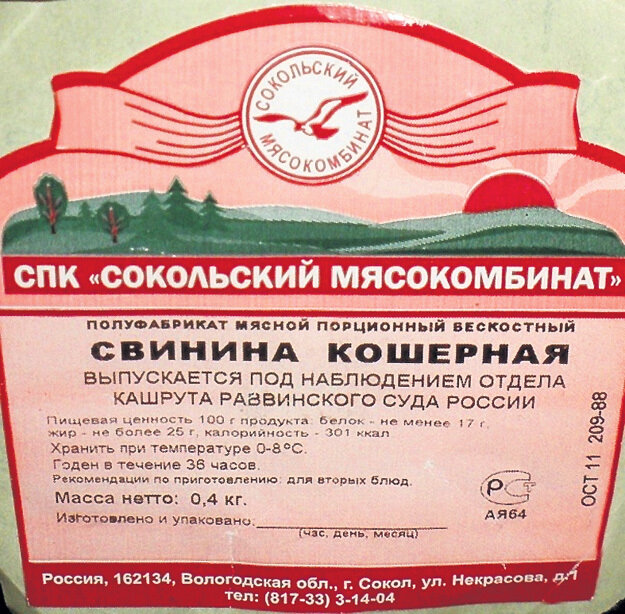 СОКОЛЬСКИЙ
МЯСОКОМБИНАТ
СПК «СОКОЛЬСКИЙ МЯСОКОМБИНАТ»
ПОЛУФАБРИКАТ МЯСНОЙ ПОРЦИОННЫЙ БЕСКОСТНЫЙ
СВИНИНА КОШЕРНАЯ
ВЫПУСКАЕТСЯ ПОД НАБЛЮДЕНИЕМ ОТДЕЛА
КАШРУТА РАВВИНСКОГО СУДА РОССИИ
Пищевая ценность 100 г продукта: белок - не менее 17 г,
жир - не более 25 г, калорийность - 301 ккал
Хранить при температуре 0-8°С.
Годен в течение 36 часов.
Рекомендации по приготовлению: для вторых блюд.
Масса нетто: 0,4 кг.
Изготовлено и упаковано:
(час, день, месяц)
РСТ
АЯ64
ОСТ 11 209-88
Россия, 162134, Вологодская обл., г. Сокол, ул. Некрасова, д.1
тел: (817-33) 3-14-04